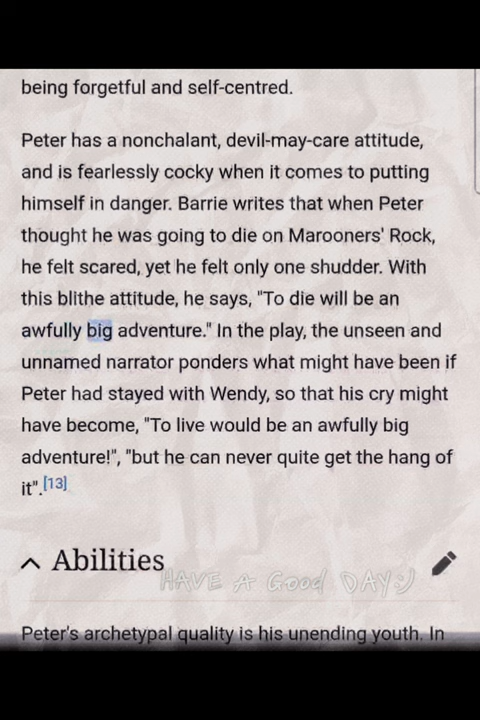 being forgetful and self-centred.
Peter has a nonchalant, devil-may-care attitude,
and is fearlessly cocky when it comes to putting
himself in danger. Barrie writes that when Peter
thought he was going to die on Marooners' Rock,
he felt scared, yet he felt only one shudder. With
this blithe attitude, he says, "To die will be an
awfully big adventure." In the play, the unseen and
unnamed narrator ponders what might have been if
Peter had stayed with Wendy, so that his cry might
have become, "To live would be an awfully big
adventure!", "but he can never quite get the hang of
it".[13]
Abilities
HAVE A Good DAY:)
Peter's archetypal quality is his unending youth. In